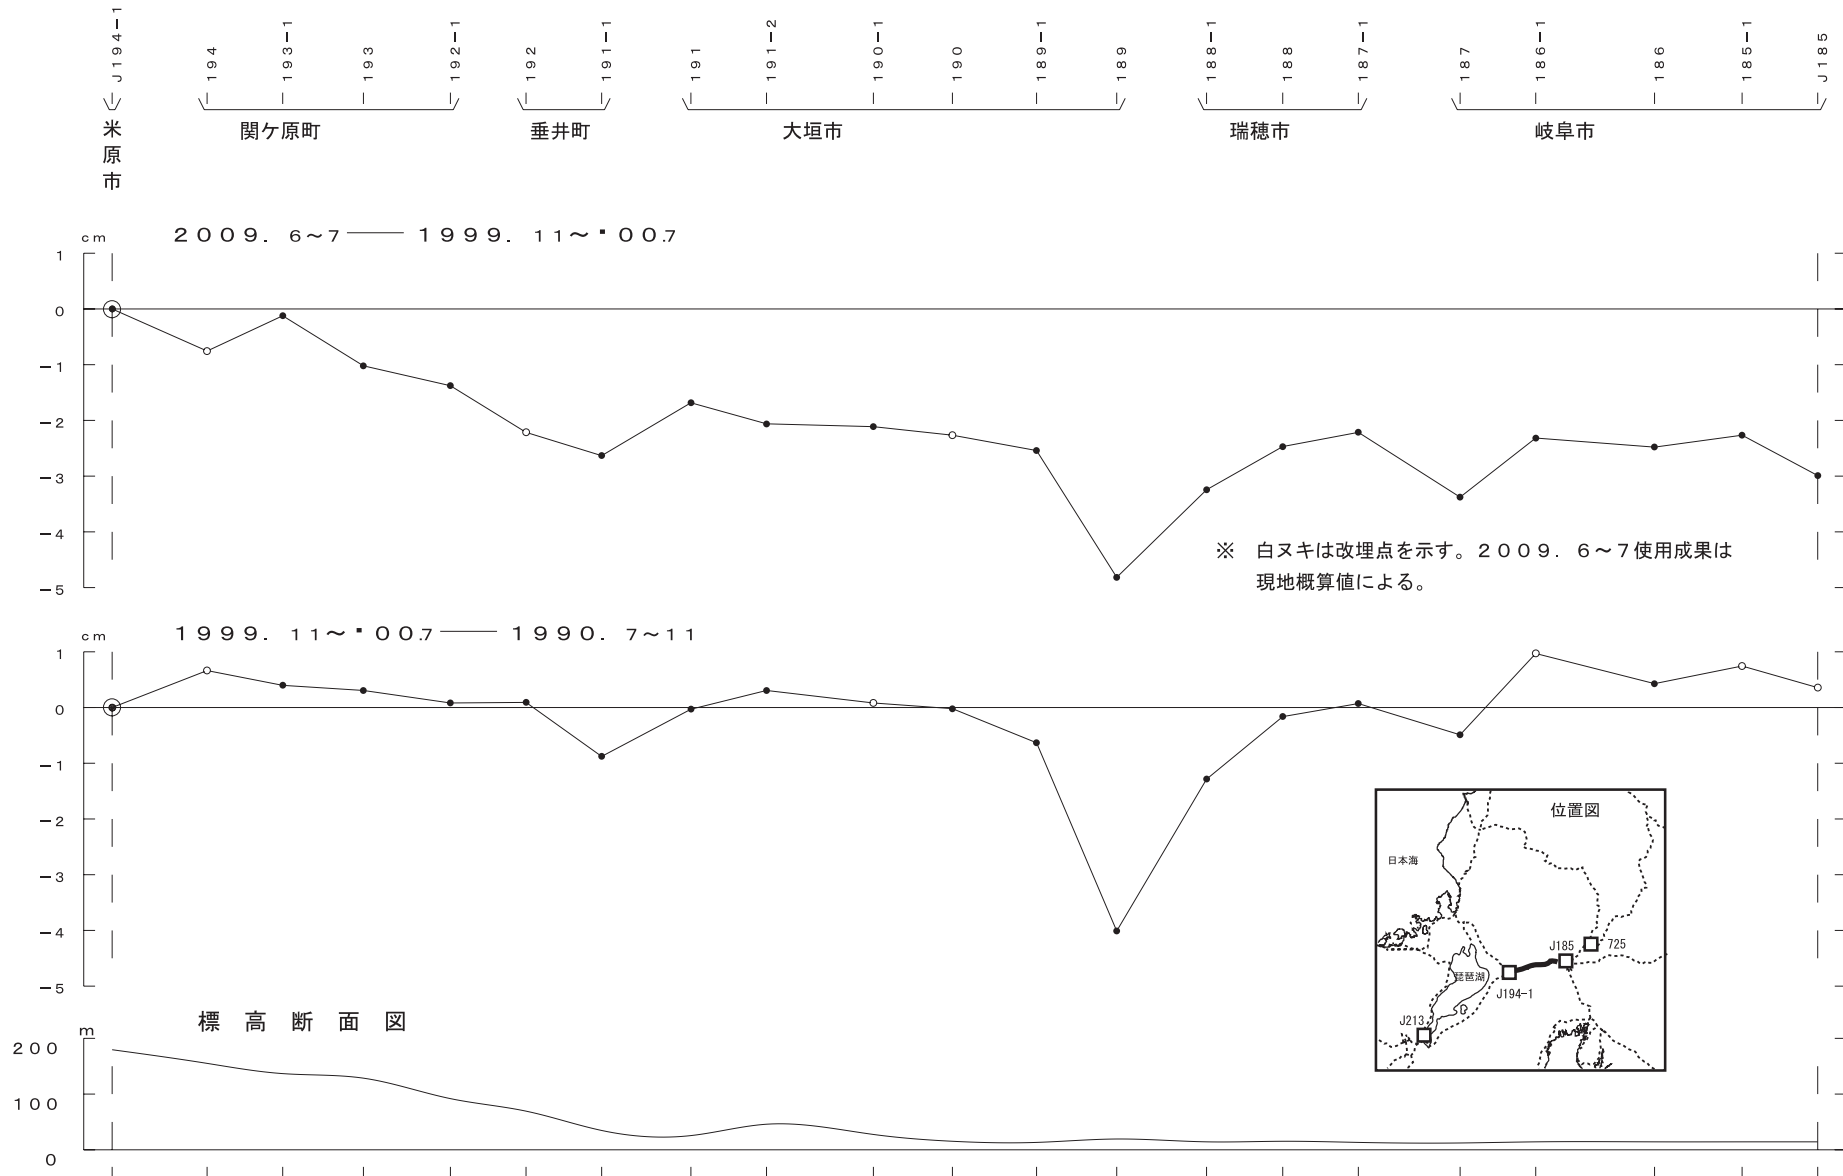 J194-1
194
193-1
193
192-1
192
191-1
191
191-2
190-1
190
189-1
189
188-1
188
187-1
187
186-1
186
185-1
J185
米原市
関ケ原町
垂井町
大垣市
瑞穂市
岐阜市
cm
2009. 6~7 ── 1999. 11~'00.7
1
0
-1
-2
-3
-4
-5
※ 白ヌキは改埋点を示す。2009. 6~7使用成果は
現地概算値による。
cm
1999. 11~'00.7 ── 1990. 7~11
1
0
-1
-2
-3
-4
-5
位置図
日本海
琵琶湖
J185
725
J194-1
J213
標高断面図
m
200
100
0